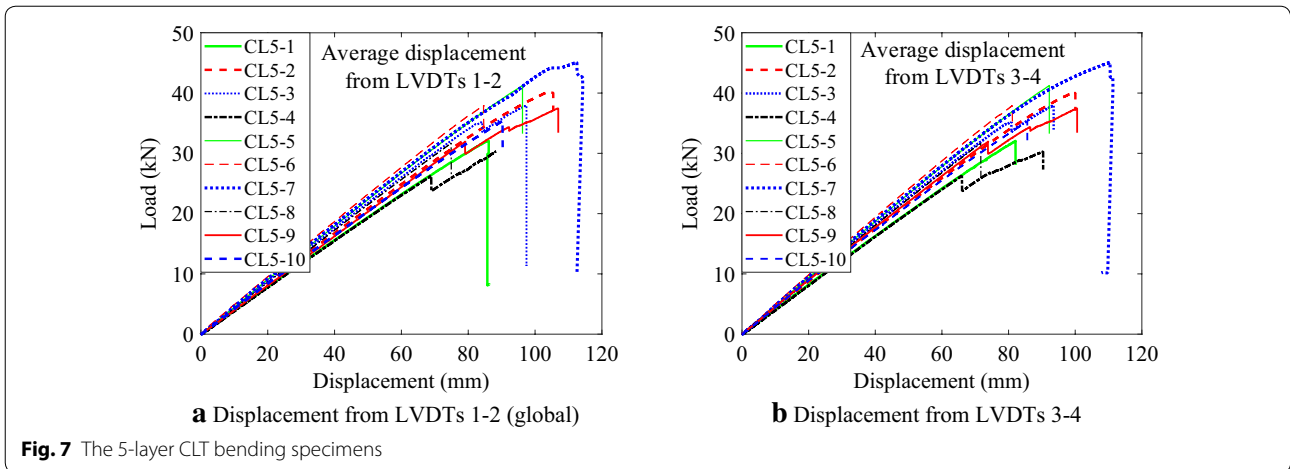 50
40
30
20
10
0
Load (kN)
CL5-1
CL5-2
CL5-3
CL5-4
CL5-5
CL5-6
CL5-7
CL5-8
CL5-9
CL5-10
Average displacement
from LVDTs 1-2
0 20 40 60 80 100 120
Displacement (mm)
a Displacement from LVDTs 1-2 (global)
50
40
30
20
10
0
Load (kN)
CL5-1
CL5-2
CL5-3
CL5-4
CL5-5
CL5-6
CL5-7
CL5-8
CL5-9
CL5-10
Average displacement
from LVDTs 3-4
0 20 40 60 80 100 120
Displacement (mm)
b Displacement from LVDTs 3-4
Fig. 7 The 5-layer CLT bending specimens